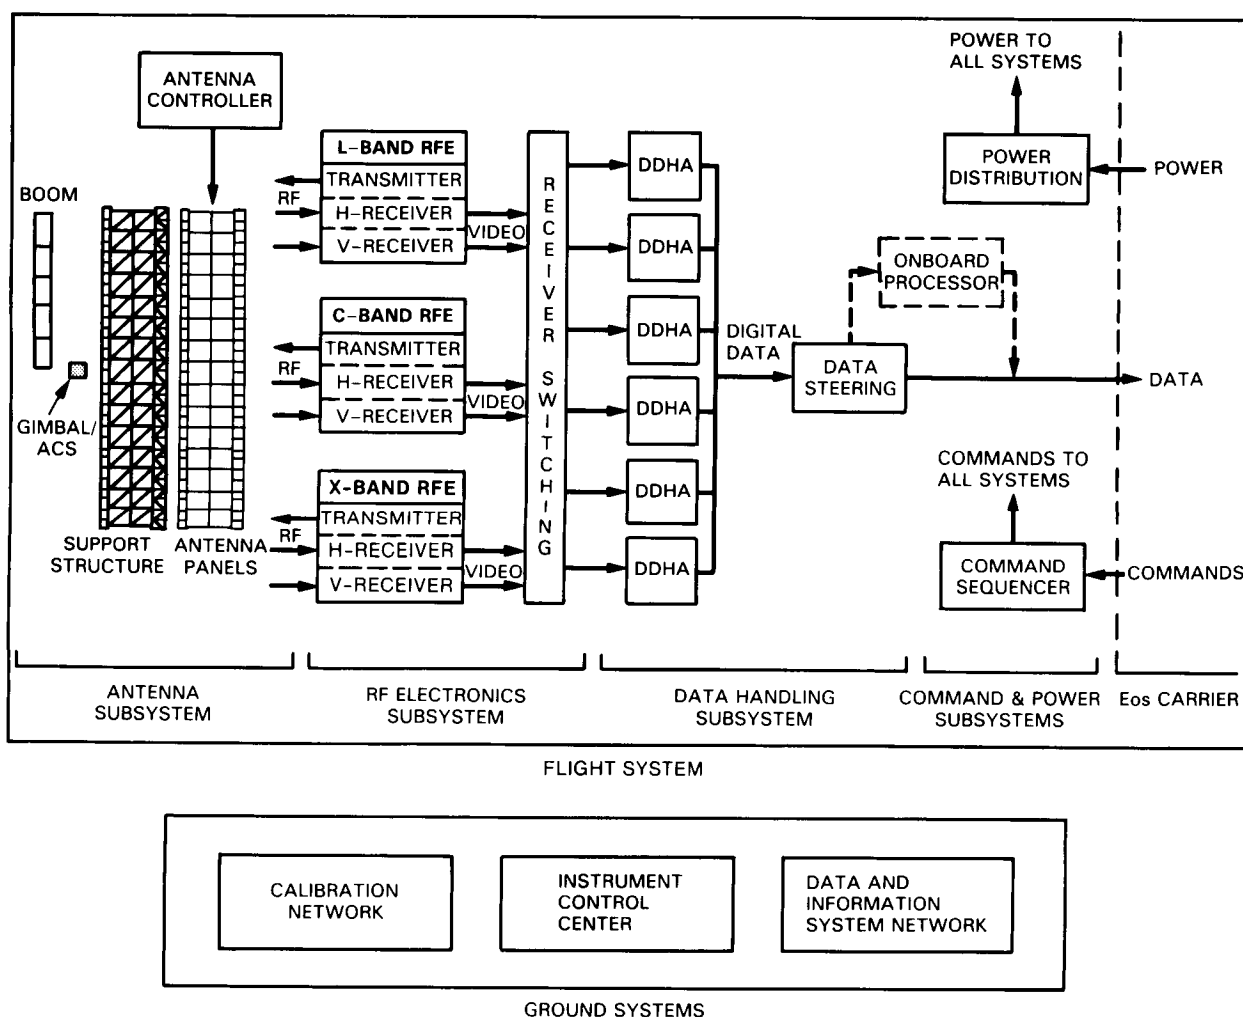 POWER TO
ALL SYSTEMS
ANTENNA
CONTROLLER
L-BAND RFE
TRANSMITTER
RF
H-RECEIVER
VIDEO
V-RECEIVER
C-BAND RFE
TRANSMITTER
RF
H-RECEIVER
VIDEO
V-RECEIVER
X-BAND RFE
TRANSMITTER
RF
H-RECEIVER
VIDEO
V-RECEIVER
RECEIVER SWITCHING
DDHA
DDHA
DDHA
DDHA
DDHA
DDHA
POWER
DISTRIBUTION
POWER
BOOM
ONBOARD
PROCESSOR
DIGITAL
DATA
DATA
STEERING
DATA
GIMBAL/
ACS
COMMANDS TO
ALL SYSTEMS
SUPPORT
STRUCTURE
ANTENNA
PANELS
COMMAND
SEQUENCER
COMMANDS
ANTENNA
SUBSYSTEM
RF ELECTRONICS
SUBSYSTEM
DATA HANDLING
SUBSYSTEM
COMMAND & POWER
SUBSYSTEMS
Eos CARRIER
FLIGHT SYSTEM
CALIBRATION
NETWORK
INSTRUMENT
CONTROL
CENTER
DATA AND
INFORMATION
SYSTEM NETWORK
GROUND SYSTEMS